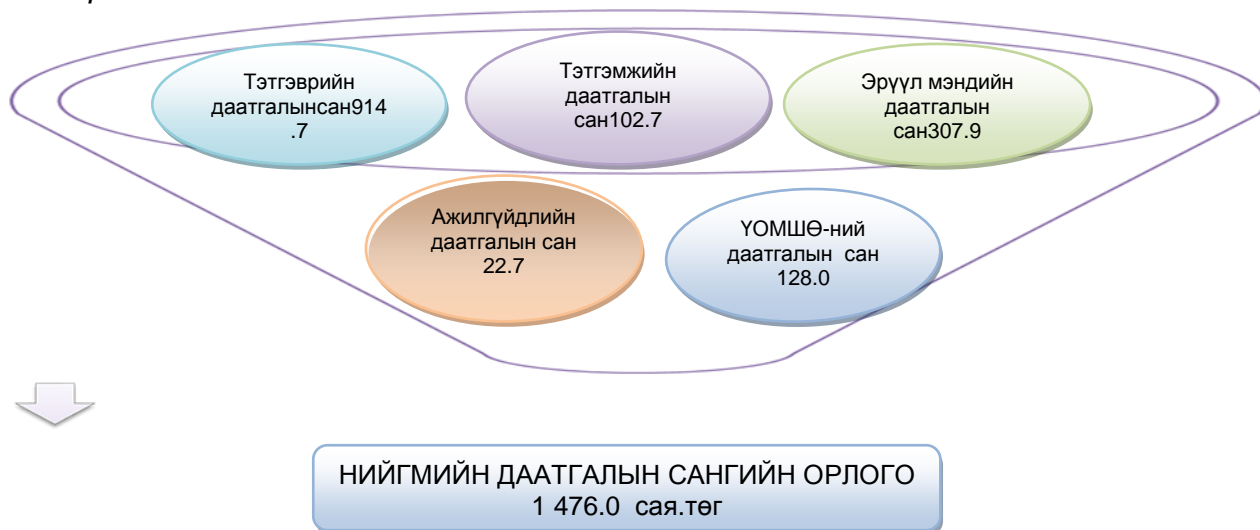 Тэтгэврийн
даатгалынсан914
.7
Тэтгэмжийн
даатгалын
сан102.7
Эрүүл мэндийн
даатгалын
сан307.9
Ажилгүйдлийн
даатгалын сан
22.7
ҮОМШӨ-ний
даатгалын сан
128.0
НИЙГМИЙН ДААТГАЛЫН САНГИЙН ОРЛОГО
1 476.0 сая.төг